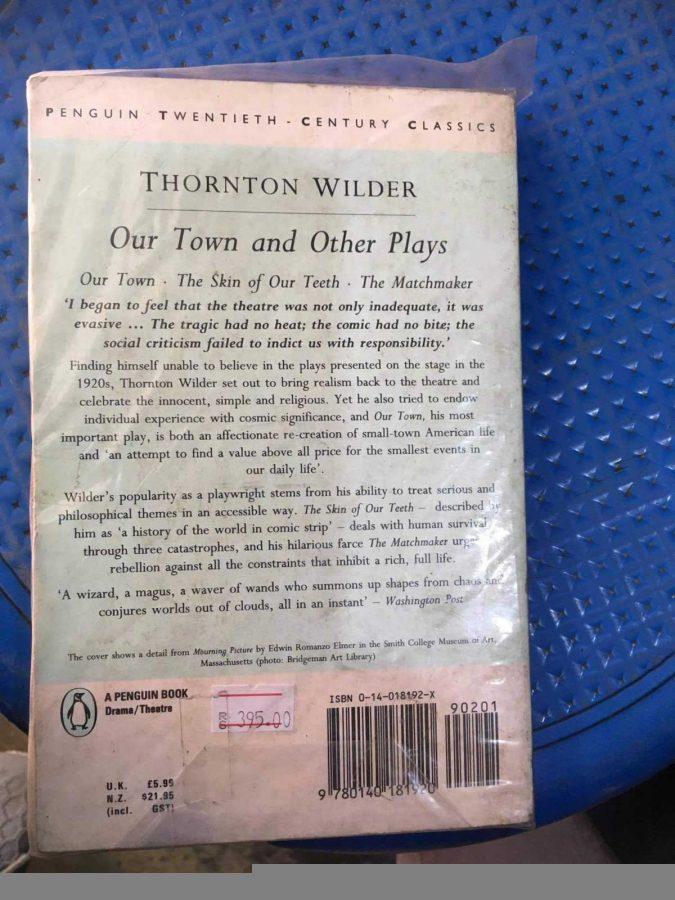 PENGUIN TWENTIETH-CENTURY CLASSICS
THORNTON WILDER
Our Town and Other Plays
Our Town · The Skin of Our Teeth · The Matchmaker
‘I began to feel that the theatre was not only inadequate, it was
evasive ... The tragic had no heat; the comic had no bite; the
social criticism failed to indict us with responsibility.’
Finding himself unable to believe in the plays presented on the stage in the
1920s, Thornton Wilder set out to bring realism back to the theatre and
celebrate the innocent, simple and religious. Yet he also tried to endow
individual experience with cosmic significance, and Our Town, his most
important play, is both an affectionate re-creation of small-town American life
and ‘an attempt to find a value above all price for the smallest events in
our daily life’.
Wilder's popularity as a playwright stems from his ability to treat serious and
philosophical themes in an accessible way. The Skin of Our Teeth – described by
him as ‘a history of the world in comic strip’ – deals with human survival
through three catastrophes, and his hilarious farce The Matchmaker
rebellion against all the constraints that inhibit a rich, full life.
‘A wizard, a magus, a waver of wands who summons up shapes from chaos and
conjures worlds out of clouds, all in an instant’ – Washington Post
The cover shows a detail from Mourning Picture by Edwin Romanzo Elmer in the Smith College Museum of Art,
Massachusetts (photo: Bridgeman Art Library)
A PENGUIN BOOK
Drama/Theatre
395.00
ISBN 0-14-018192-X
90201
9 780140 181920
U.K. £5.99
N.Z. $21.95
(incl. GST)